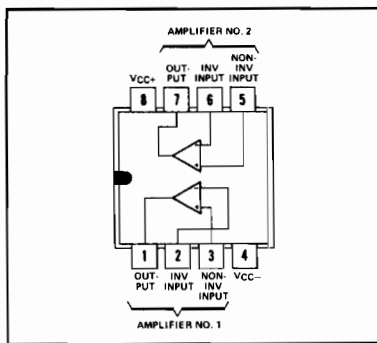 AMPLIFIER NO. 2
VCC+
OUT-
PUT
INV
INPUT
NON-
INV
INPUT
8 7 6 5
1 2 3 4
OUT-
PUT
INV
INPUT
NON-
INV
INPUT
VCC−
AMPLIFIER NO. 1